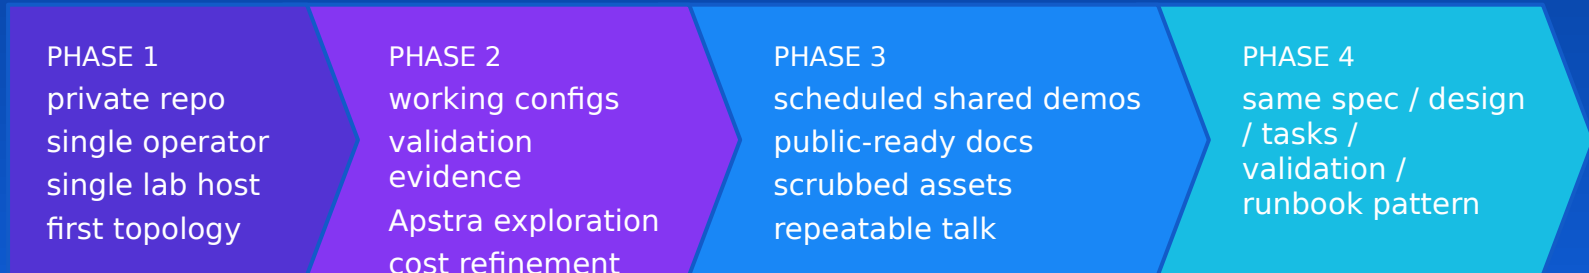 PHASE 1
private repo
single operator
single lab host
first topology
PHASE 2
working configs
validation
evidence
Apstra exploration
cost refinement
PHASE 3
scheduled shared demos
public-ready docs
scrubbed assets
repeatable talk
PHASE 4
same spec / design
/ tasks /
validation /
runbook pattern